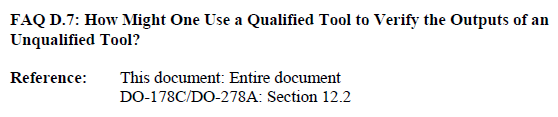 FAQ D.7: How Might One Use a Qualified Tool to Verify the Outputs of an
Unqualified Tool?
Reference: This document: Entire document
DO-178C/DO-278A: Section 12.2